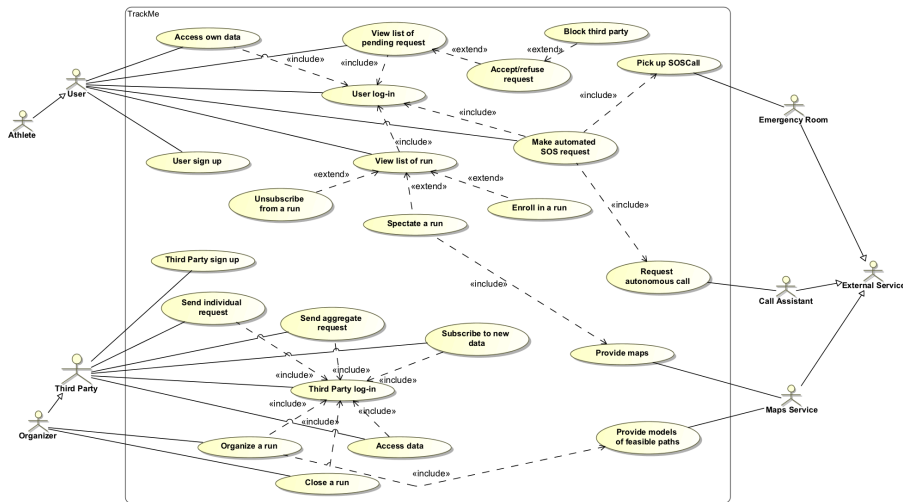 TrackMe
Access own data
View list of
pending request
Block third party
«extend»
«extend»
«include»
«include»
Accept/refuse
request
Pick up SOSCall
User
User log-in
«include»
«include»
Athlete
Emergency Room
«include»
User sign up
View list of run
Make automated
SOS request
«extend»
«extend»
«extend»
Unsubscribe
from a run
Enroll in a run
«include»
Spectate a run
Third Party sign up
Request
autonomous call
Call Assistant
External Service
«include»
Send individual
request
Send aggregate
request
Subscribe to new
data
Provide maps
«include»
«include»
«include»
Third Party
Third Party log-in
Maps Service
«include»
«include»
«include»
Organizer
Organize a run
Access data
Provide models
of feasible paths
«include»
Close a run